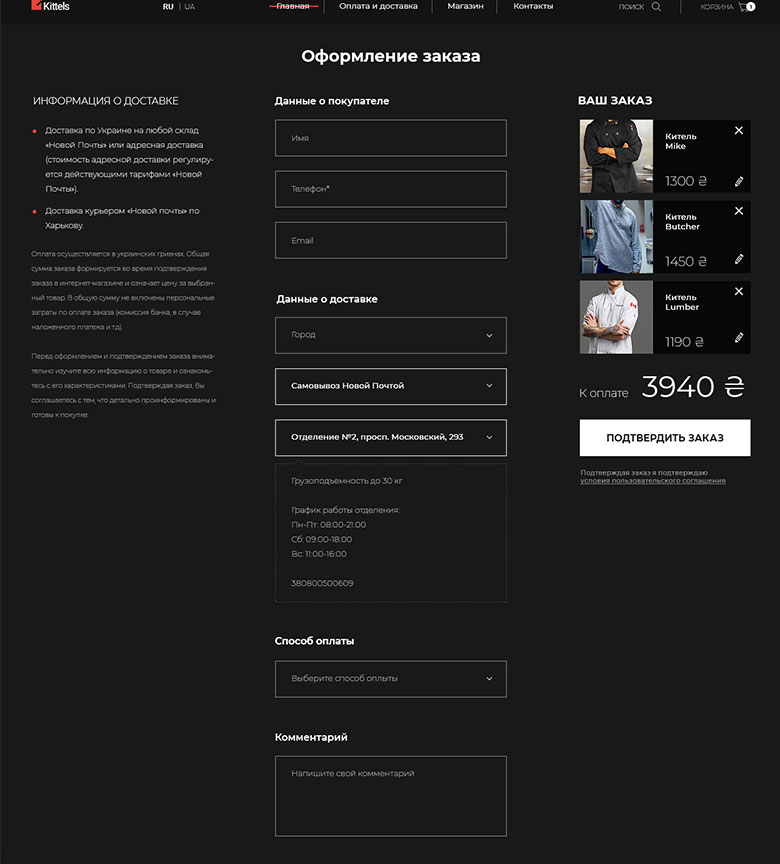 Kittels
RU | UA
Главная
Оплата и доставка
Магазин
Контакты
ПОИСК
КОРЗИНА
1
Оформление заказа
ИНФОРМАЦИЯ О ДОСТАВКЕ
Доставка по Украине на любой склад
«Новой Почты» или адресная доставка
(стоимость адресной доставки регулиру-
ется действующими тарифами «Новой
Почты»).
Доставка курьером «Новой почты» по
Харькову.
Оплата осуществляется в украинских гривнах. Общая
сумма заказа формируется во время подтверждения
заказа в интернет-магазине и означает цену за выбран-
ный товар. В общую сумму не включены персональные
затраты по оплате заказа (комиссия банка, в случае
наложенного платежа и т.д).
Перед оформлением и подтверждением заказа внима-
тельно изучите всю информацию о товаре и ознакомь-
тесь с его характеристиками. Подтверждая заказ, Вы
соглашаетесь с тем, что детально проинформированы и
готовы к покупке.
Данные о покупателе
Имя
Телефон*
Email
Данные о доставке
Город
Самовывоз Новой Почтой
Отделение №2, просп. Московский, 293
Грузоподъемность до 30 кг
График работы отделения:
Пн-Пт: 08:00-21:00
Сб: 09:00-18:00
Вс: 11:00-16:00
380800500609
Способ оплаты
Выберите способ оплыты
Комментарий
Напишите свой комментарий
ВАШ ЗАКАЗ
Китель
Mike
1300 ₴
Китель
Butcher
1450 ₴
Китель
Lumber
1190 ₴
К оплате 3940 ₴
ПОДТВЕРДИТЬ ЗАКАЗ
Подтверждая заказ я подтверждаю
условия пользовательского соглашения